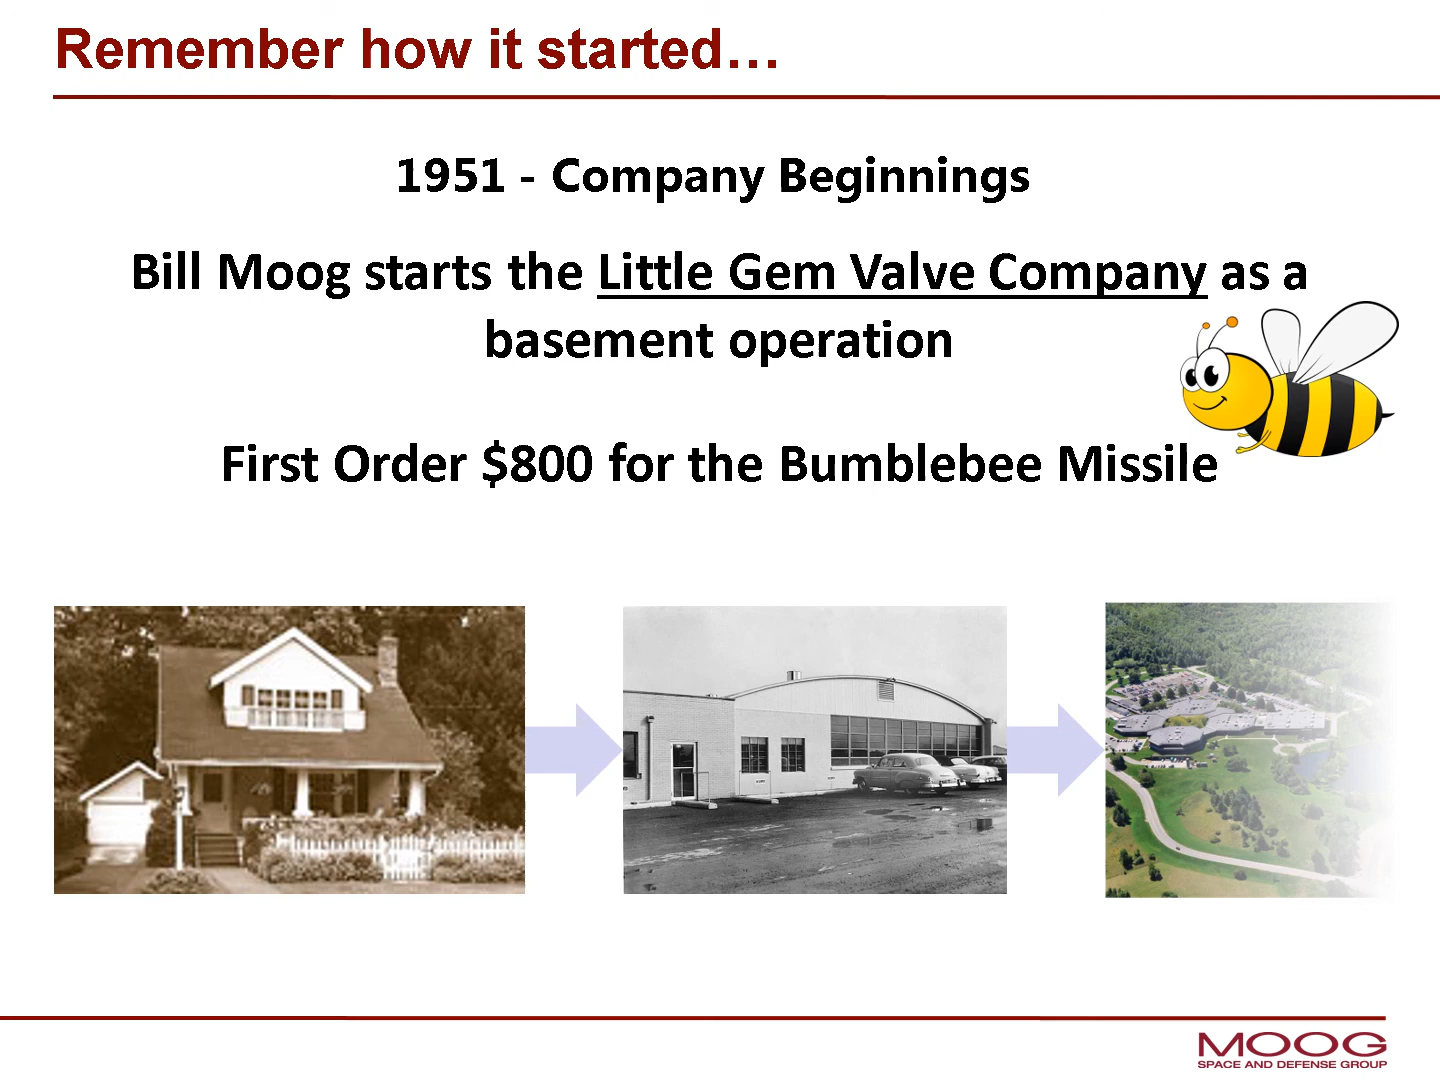 Remember how it started…
1951 - Company Beginnings
Bill Moog starts the Little Gem Valve Company as a
basement operation
First Order $800 for the Bumblebee Missile
MOOG
SPACE AND DEFENSE GROUP